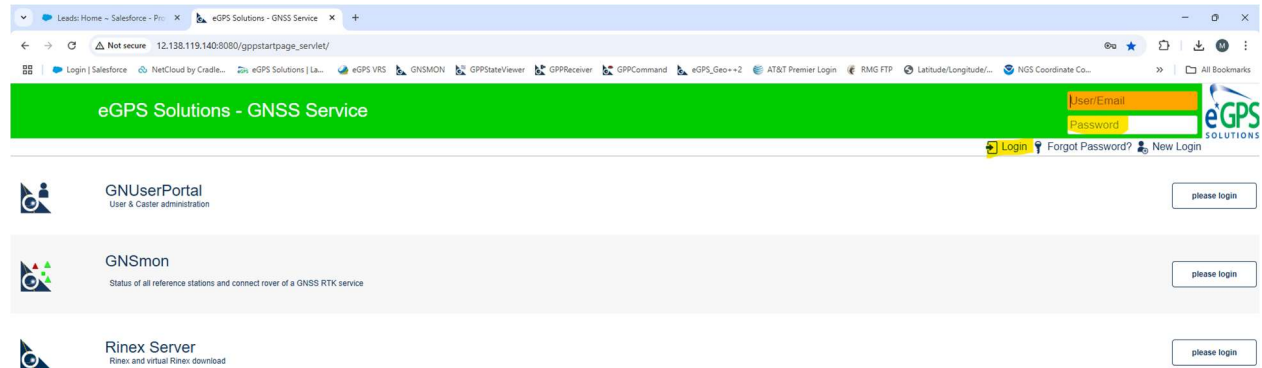 Leads: Home ~ Salesforce - Pro
eGPS Solutions - GNSS Service
Not secure 12.138.119.140:8080/gppstartpage_servlet/
M
Login | Salesforce NetCloud by Cradle... eGPS Solutions | La... eGPS VRS GNSMON GPPStateViewer GPPReceiver GPPCommand eGPS_Geo++2 AT&T Premier Login RMG FTP Latitude/Longitude/... NGS Coordinate Co... » All Bookmarks
eGPS Solutions - GNSS Service
User/Email
Password
eGPS
SOLUTIONS
Login Forgot Password? New Login
GNUserPortal
User & Caster administration
please login
GNSmon
Status of all reference stations and connect rover of a GNSS RTK service
please login
Rinex Server
Rinex and virtual Rinex download
please login